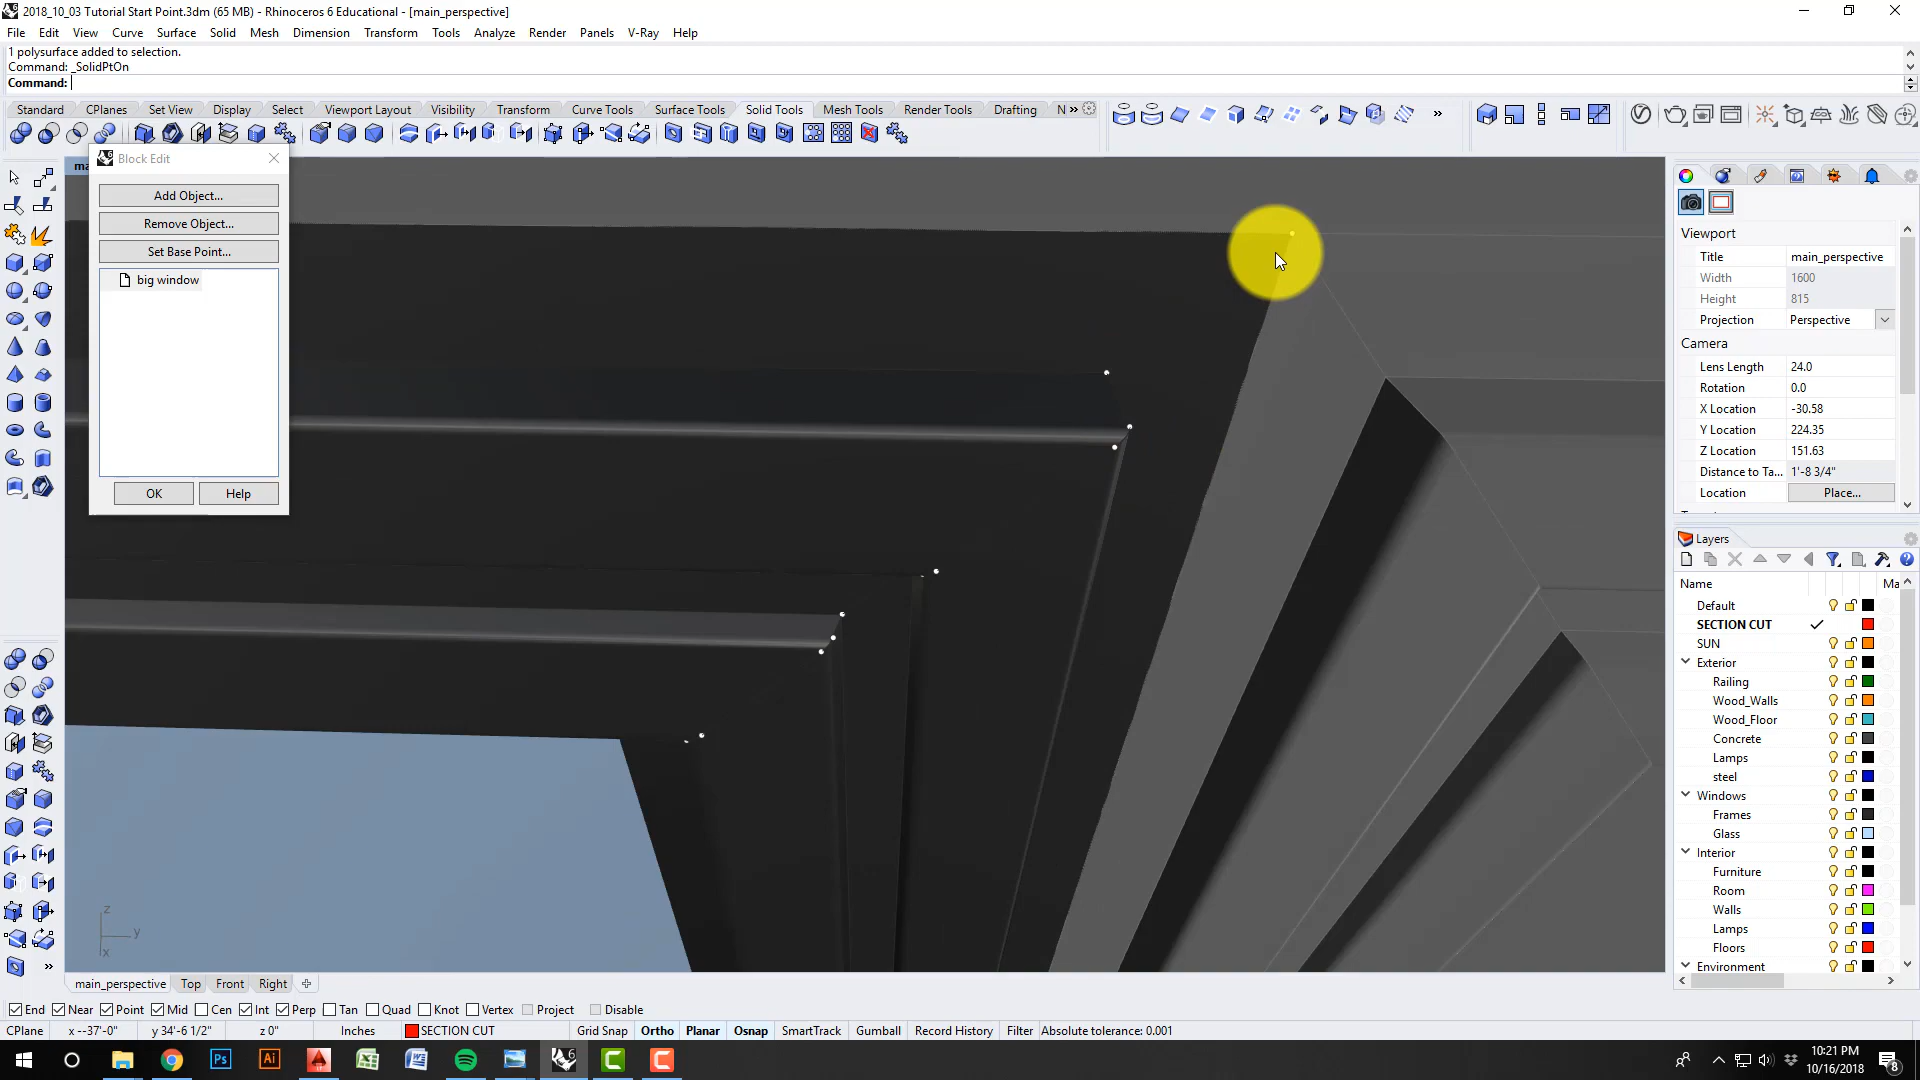 2018_10_03 Tutorial Start Point.3dm (65 MB) - Rhinoceros 6 Educational - [main_perspective]
File Edit View Curve Surface Solid Mesh Dimension Transform Tools Analyze Render Panels V-Ray Help
1 polysurface added to selection.
Command: _SolidPtOn
Command:
Standard CPlanes Set View Display Select Viewport Layout Visibility Transform Curve Tools Surface Tools Solid Tools Mesh Tools Render Tools Drafting N »
Block Edit
Add Object...
Remove Object...
Set Base Point...
big window
OK Help
Viewport
Title main_perspective
Width 1600
Height 815
Projection Perspective
Camera
Lens Length 24.0
Rotation 0.0
X Location -30.58
Y Location 224.35
Z Location 151.63
Distance to Ta... 1'-8 3/4"
Location Place...
Layers
Name Ma
Default
SECTION CUT
SUN
Exterior
Railing
Wood_Walls
Wood_Floor
Concrete
Lamps
steel
Windows
Frames
Glass
Interior
Furniture
Room
Walls
Lamps
Floors
Environment
z
y
x
main_perspective Top Front Right
End Near Point Mid Cen Int Perp Tan Quad Knot Vertex Project Disable
CPlane x --37'-0" y 34'-6 1/2" z 0" Inches SECTION CUT Grid Snap Ortho Planar Osnap SmartTrack Gumball Record History Filter Absolute tolerance: 0.001
10:21 PM
10/16/2018
8